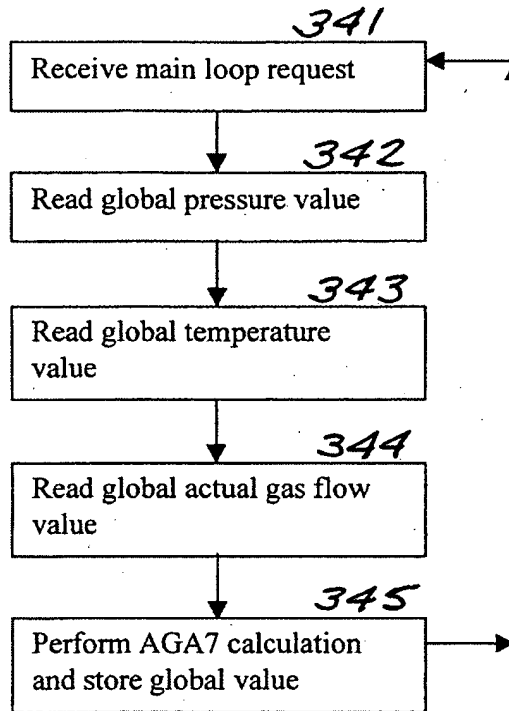 341
Receive main loop request
342
Read global pressure value
343
Read global temperature
value
344
Read global actual gas flow
value
345
Perform AGA7 calculation
and store global value